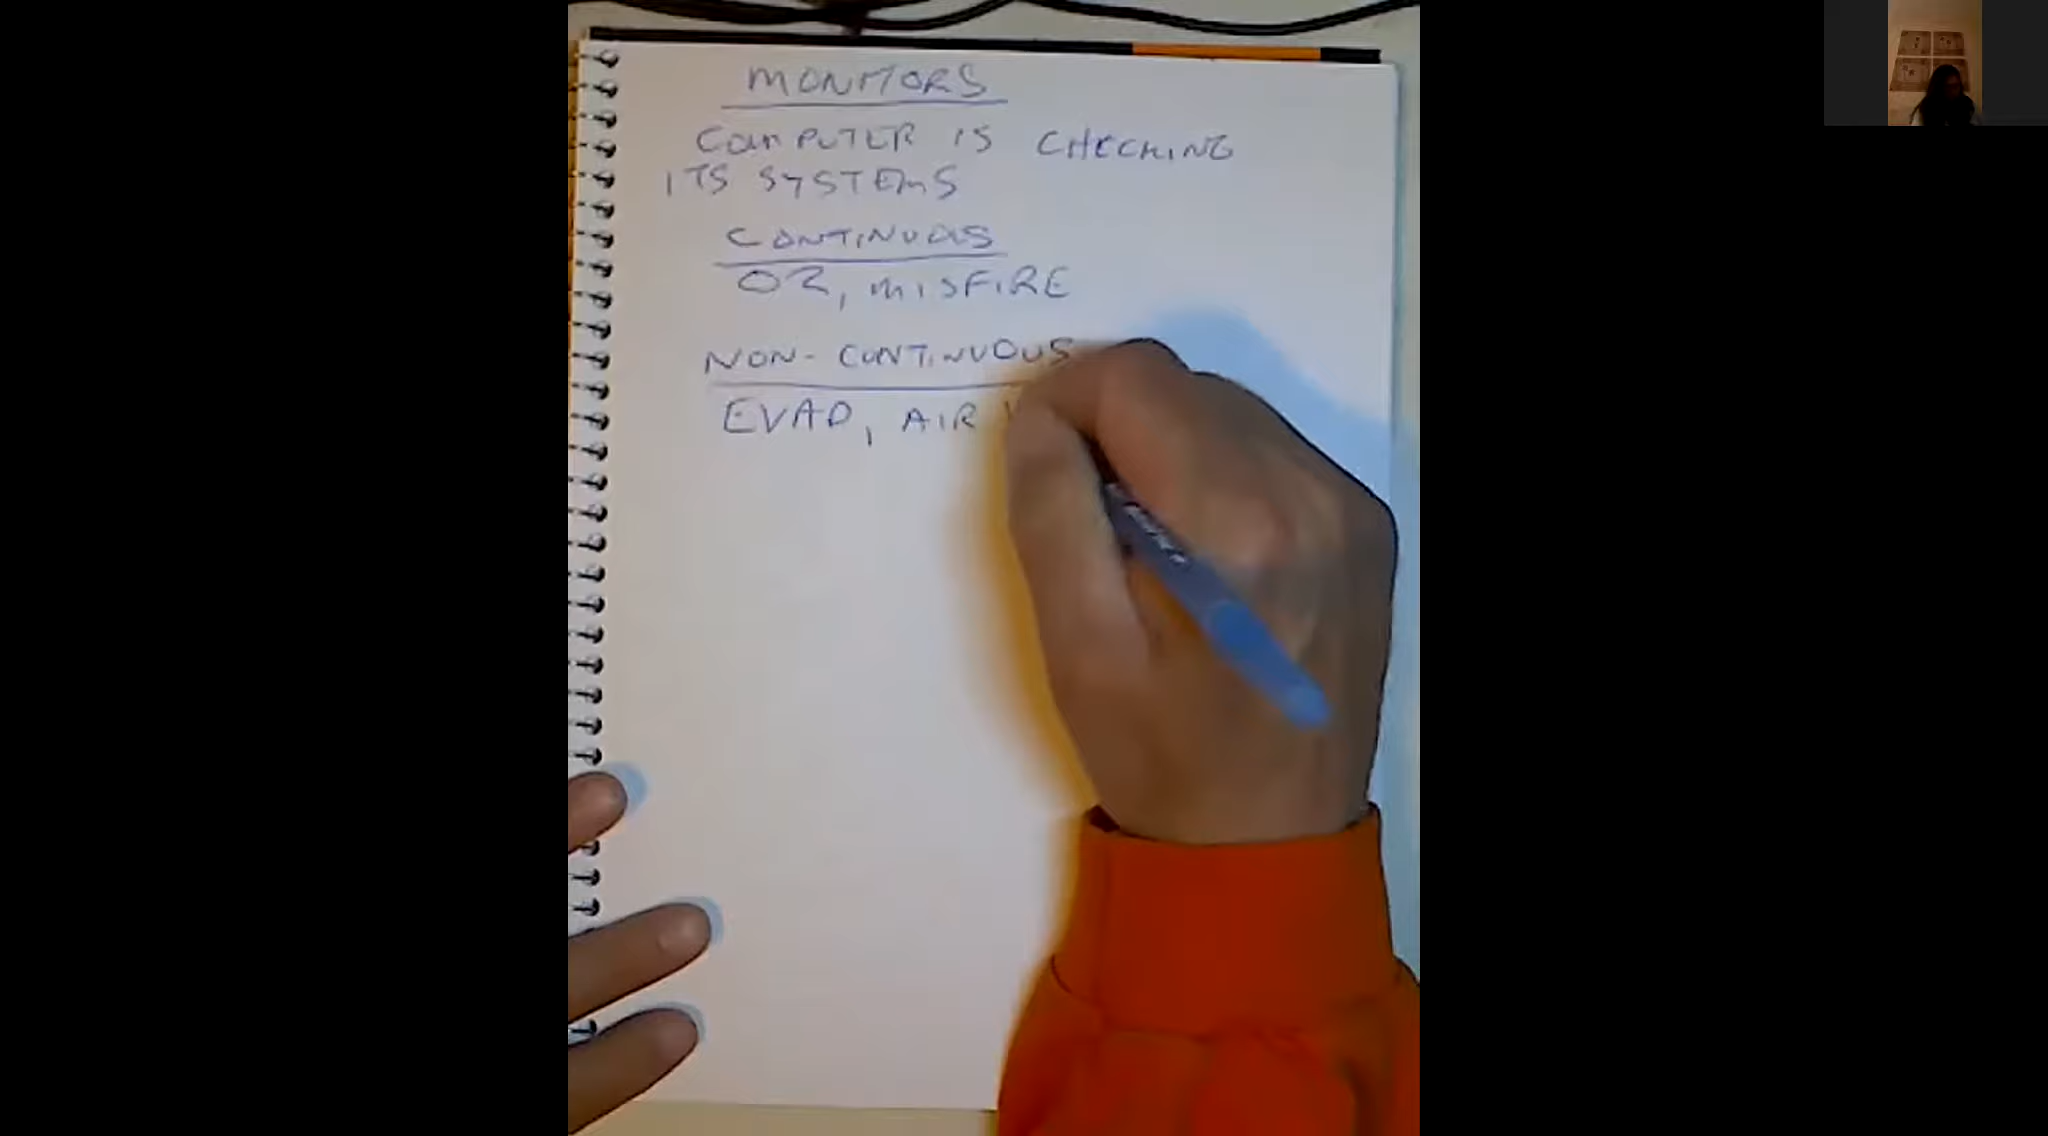 MONITORS
COMPUTER IS CHECKING
ITS SYSTEMS
CONTINUOUS
O2, MISFIRE
NON-CONTINUOUS
EVAP, AIR